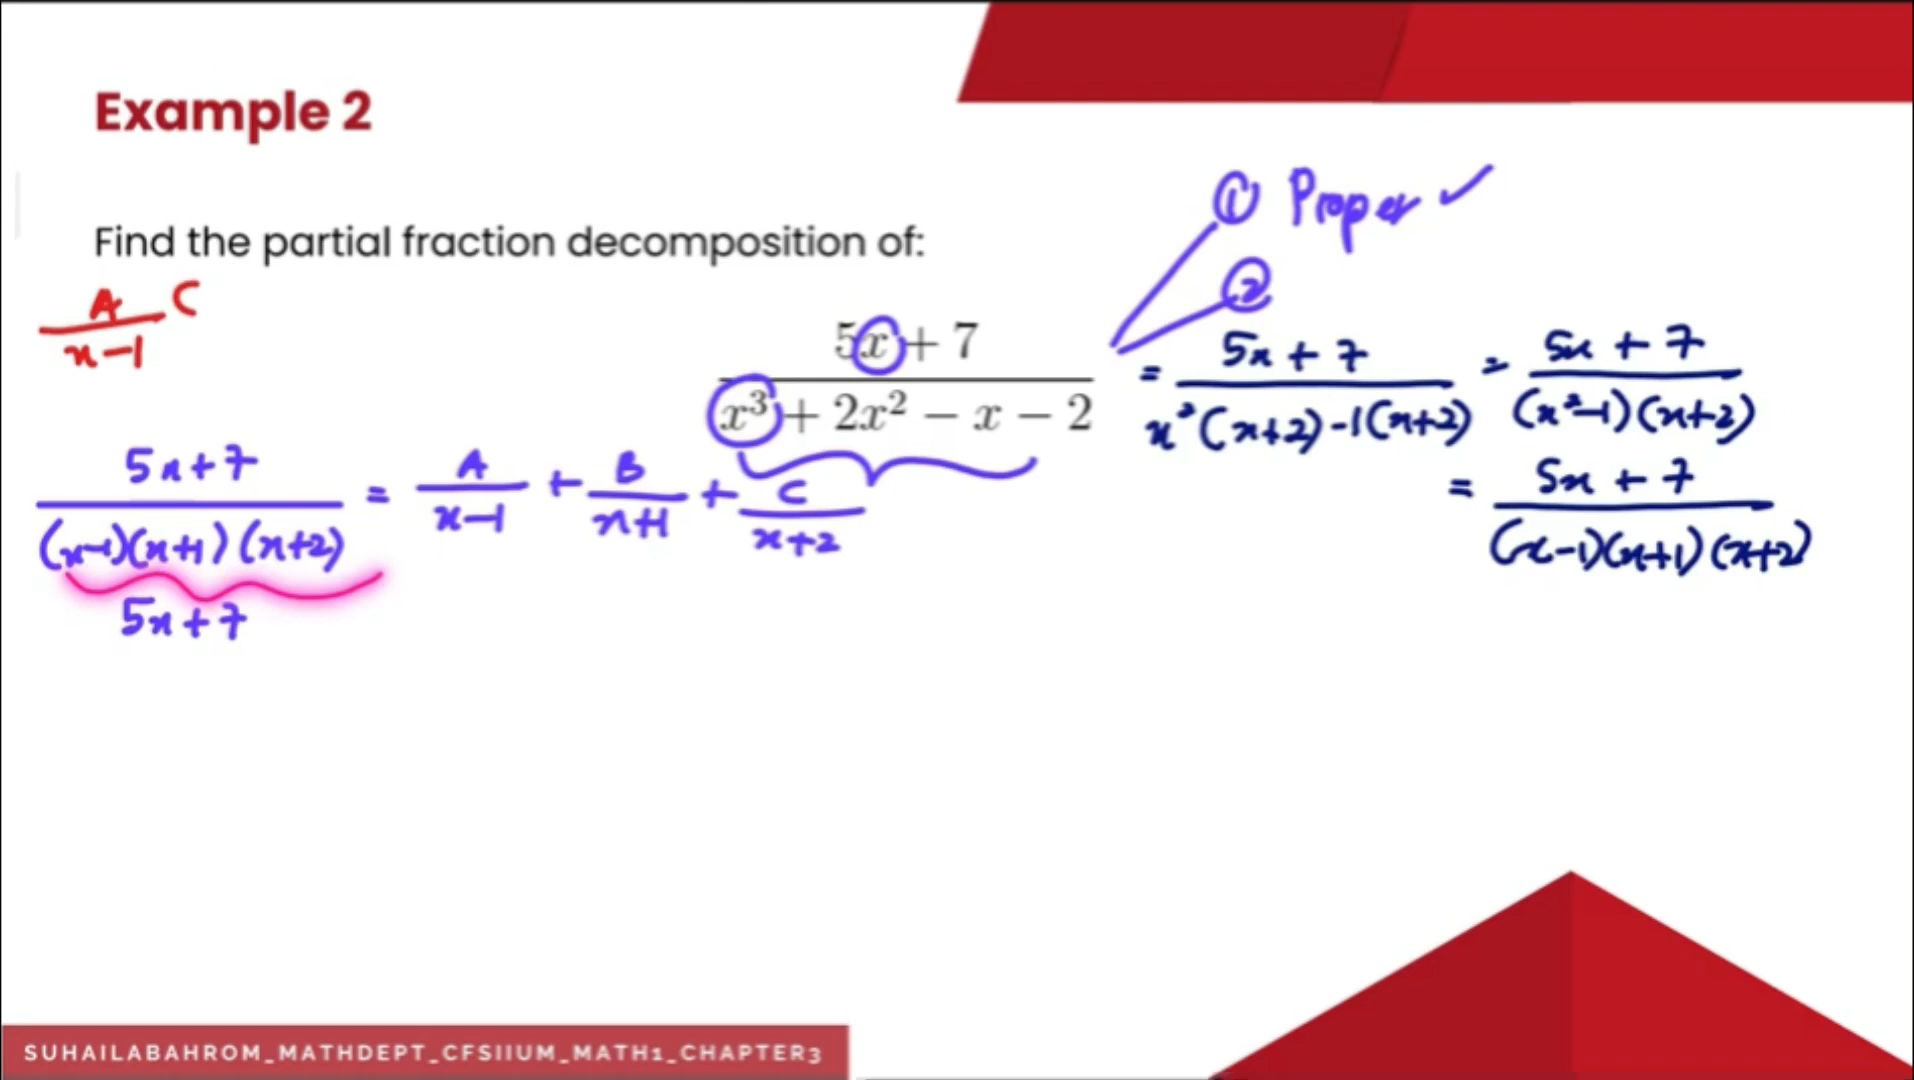 Example 2
① Proper ✓
Find the partial fraction decomposition of:
②
A C
x-1
5x + 7
x³ + 2x² − x − 2
= 5x + 7 = 5x + 7
x²(x+2) -1(x+2) (x²-1)(x+2)
= 5x + 7
(x-1)(x+1)(x+2)
5x+7 = A + B + C
(x-1)(x+1)(x+2) x-1 x+1 x+2
5x+7
SUHAILABAHROM_MATHDEPT_CFSIIUM_MATH1_CHAPTER3